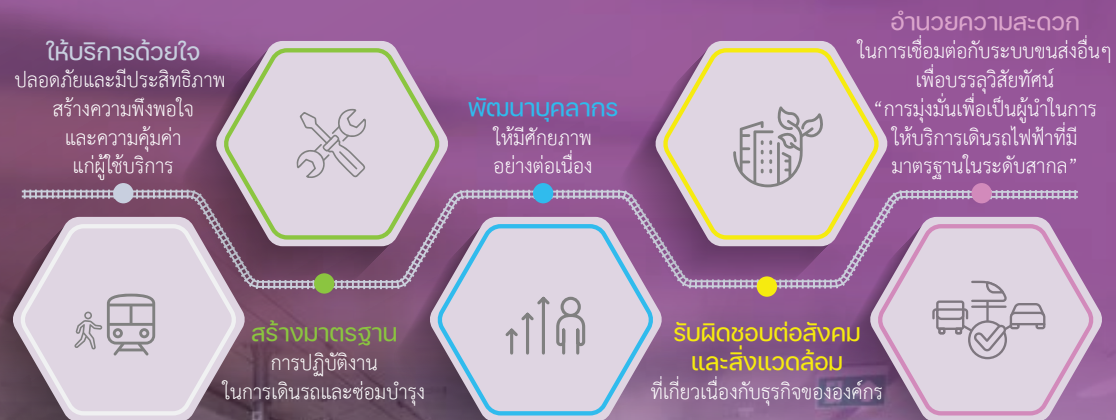 ให้บริการด้วยใจ
ปลอดภัยและมีประสิทธิภาพ
สร้างความพึงพอใจ
และความคุ้มค่า
แก่ผู้ใช้บริการ
สร้างมาตรฐาน
การปฏิบัติงาน
ในการเดินรถและซ่อมบำรุง
พัฒนาบุคลากร
ให้มีศักยภาพ
อย่างต่อเนื่อง
รับผิดชอบต่อสังคม
และสิ่งแวดล้อม
ที่เกี่ยวเนื่องกับธุรกิจขององค์กร
อำนวยความสะดวก
ในการเชื่อมต่อกับระบบขนส่งอื่นๆ
เพื่อบรรลุวิสัยทัศน์
“การมุ่งมั่นเพื่อเป็นผู้นำในการ
ให้บริการเดินรถไฟฟ้าที่มี
มาตรฐานในระดับสากล”